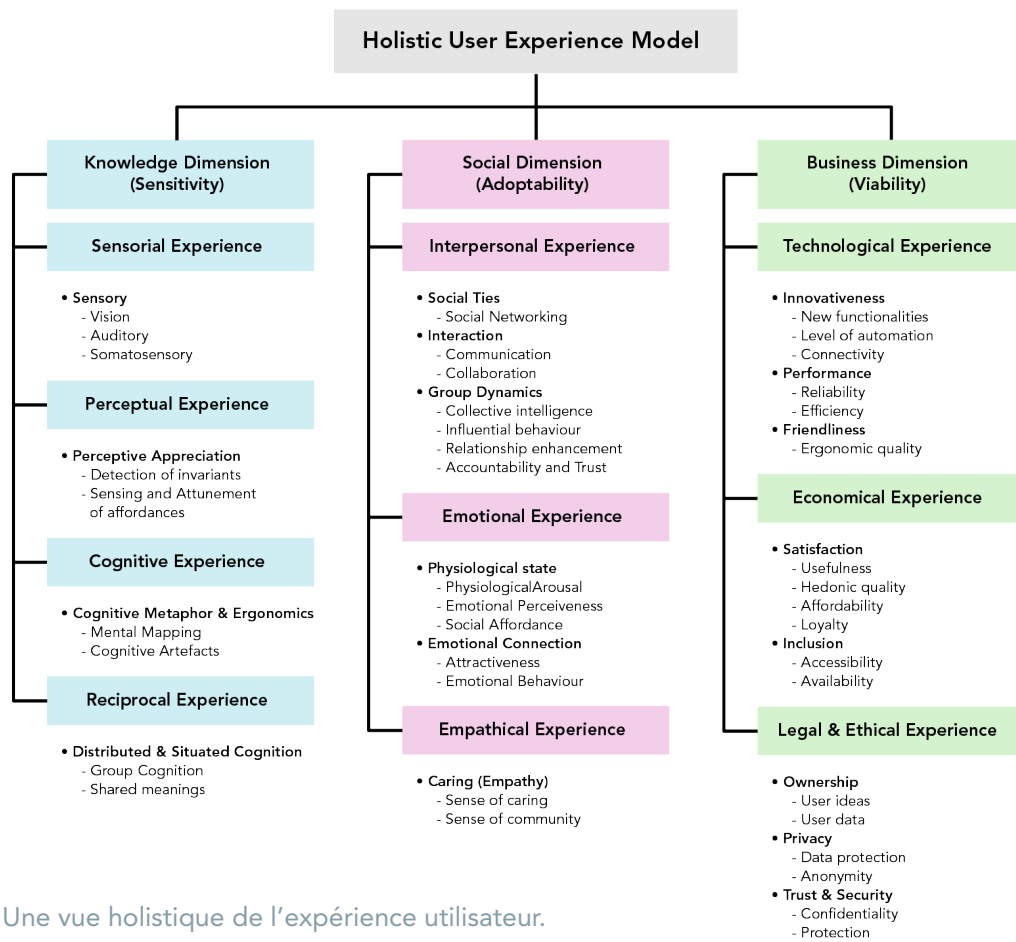 Holistic User Experience Model
Knowledge Dimension
(Sensitivity)
Sensorial Experience
• Sensory
- Vision
- Auditory
- Somatosensory
Perceptual Experience
• Perceptive Appreciation
- Detection of invariants
- Sensing and Attunement
of affordances
Cognitive Experience
• Cognitive Metaphor & Ergonomics
- Mental Mapping
- Cognitive Artefacts
Reciprocal Experience
• Distributed & Situated Cognition
- Group Cognition
- Shared meanings
Social Dimension
(Adoptability)
Interpersonal Experience
• Social Ties
- Social Networking
• Interaction
- Communication
- Collaboration
• Group Dynamics
- Collective intelligence
- Influential behaviour
- Relationship enhancement
- Accountability and Trust
Emotional Experience
• Physiological state
- PhysiologicalArousal
- Emotional Perceiveness
- Social Affordance
• Emotional Connection
- Attractiveness
- Emotional Behaviour
Empathical Experience
• Caring (Empathy)
- Sense of caring
- Sense of community
Business Dimension
(Viability)
Technological Experience
• Innovativeness
- New functionalities
- Level of automation
- Connectivity
• Performance
- Reliability
- Efficiency
• Friendliness
- Ergonomic quality
Economical Experience
• Satisfaction
- Usefulness
- Hedonic quality
- Affordability
- Loyalty
• Inclusion
- Accessibility
- Availability
Legal & Ethical Experience
• Ownership
- User ideas
- User data
• Privacy
- Data protection
- Anonymity
• Trust & Security
- Confidentiality
- Protection
Une vue holistique de l’expérience utilisateur.